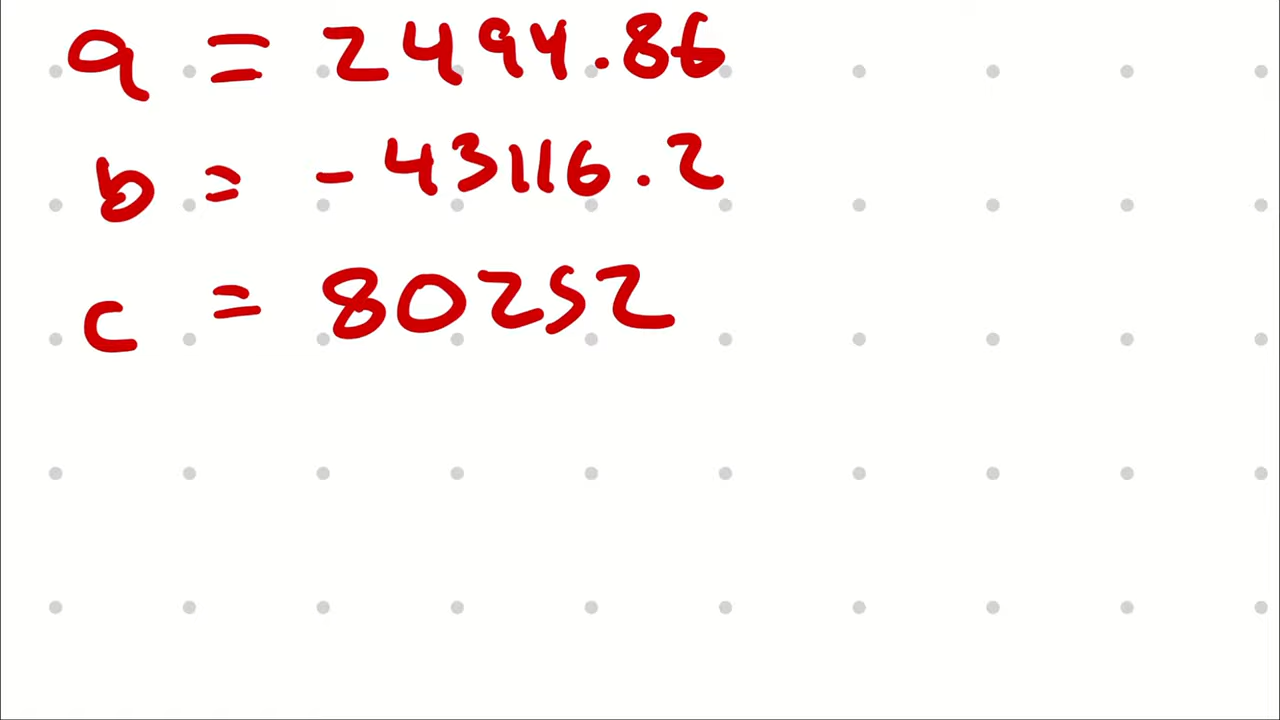 a = 2494.86
b = -43116.2
c = 80252